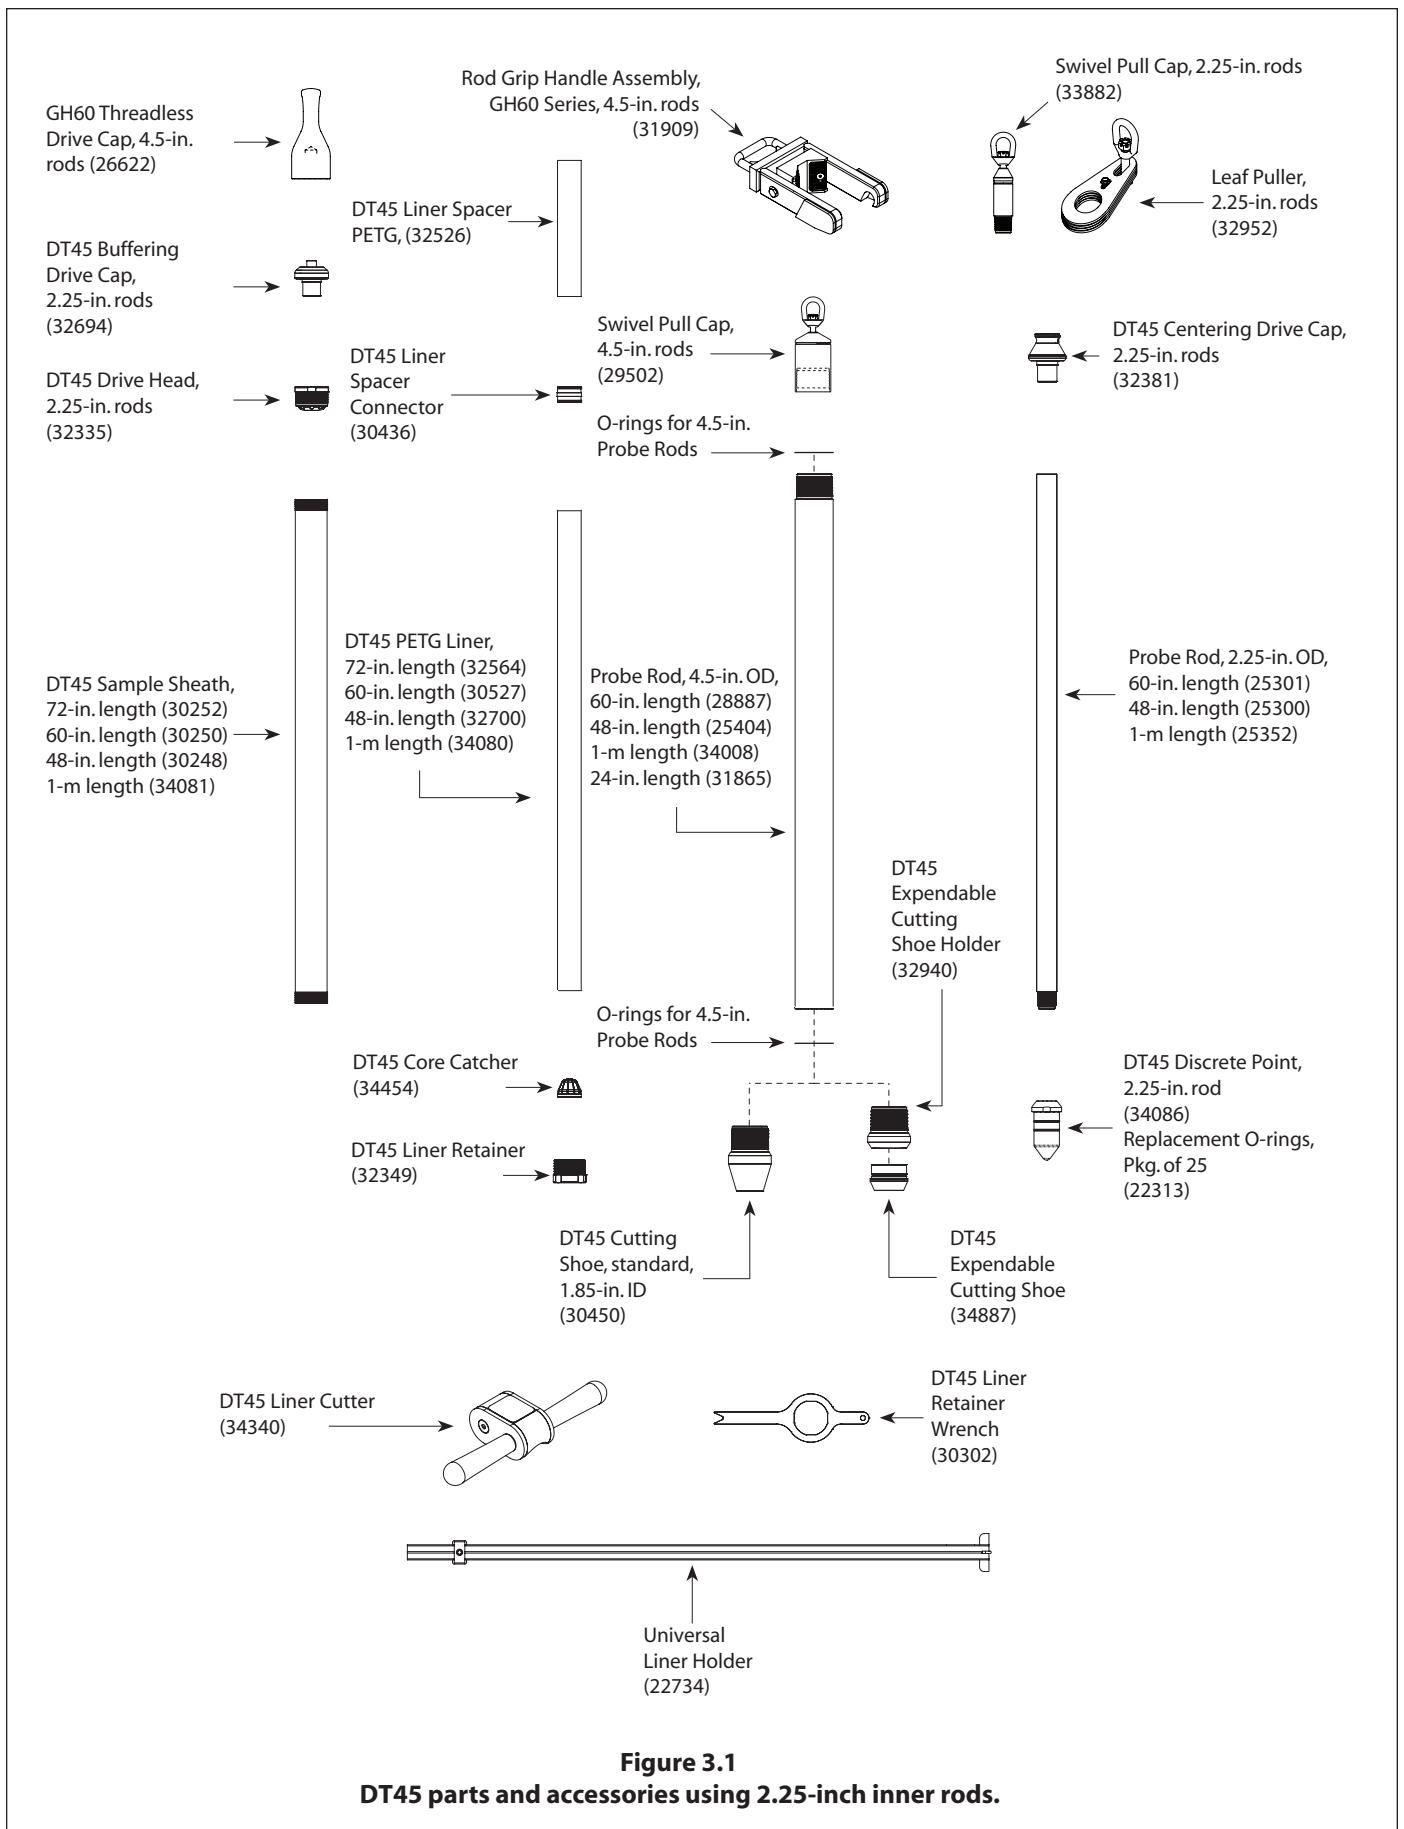 Rod Grip Handle Assembly,
GH60 Series, 4.5-in. rods
(31909)
Swivel Pull Cap, 2.25-in. rods
(33882)
GH60 Threadless
Drive Cap, 4.5-in.
rods (26622)
Leaf Puller,
2.25-in. rods
(32952)
DT45 Liner Spacer
PETG, (32526)
DT45 Buffering
Drive Cap,
2.25-in. rods
(32694)
Swivel Pull Cap,
4.5-in. rods
(29502)
DT45 Centering Drive Cap,
2.25-in. rods
(32381)
DT45 Liner
Spacer
Connector
(30436)
DT45 Drive Head,
2.25-in. rods
(32335)
O-rings for 4.5-in.
Probe Rods
DT45 Sample Sheath,
72-in. length (30252)
60-in. length (30250)
48-in. length (30248)
1-m length (34081)
DT45 PETG Liner,
72-in. length (32564)
60-in. length (30527)
48-in. length (32700)
1-m length (34080)
Probe Rod, 4.5-in. OD,
60-in. length (28887)
48-in. length (25404)
1-m length (34008)
24-in. length (31865)
Probe Rod, 2.25-in. OD,
60-in. length (25301)
48-in. length (25300)
1-m length (25352)
DT45
Expendable
Cutting
Shoe Holder
(32940)
O-rings for 4.5-in.
Probe Rods
DT45 Core Catcher
(34454)
DT45 Discrete Point,
2.25-in. rod
(34086)
Replacement O-rings,
Pkg. of 25
(22313)
DT45 Liner Retainer
(32349)
DT45 Cutting
Shoe, standard,
1.85-in. ID
(30450)
DT45
Expendable
Cutting Shoe
(34887)
DT45 Liner Cutter
(34340)
DT45 Liner
Retainer
Wrench
(30302)
Universal
Liner Holder
(22734)
Figure 3.1
DT45 parts and accessories using 2.25-inch inner rods.